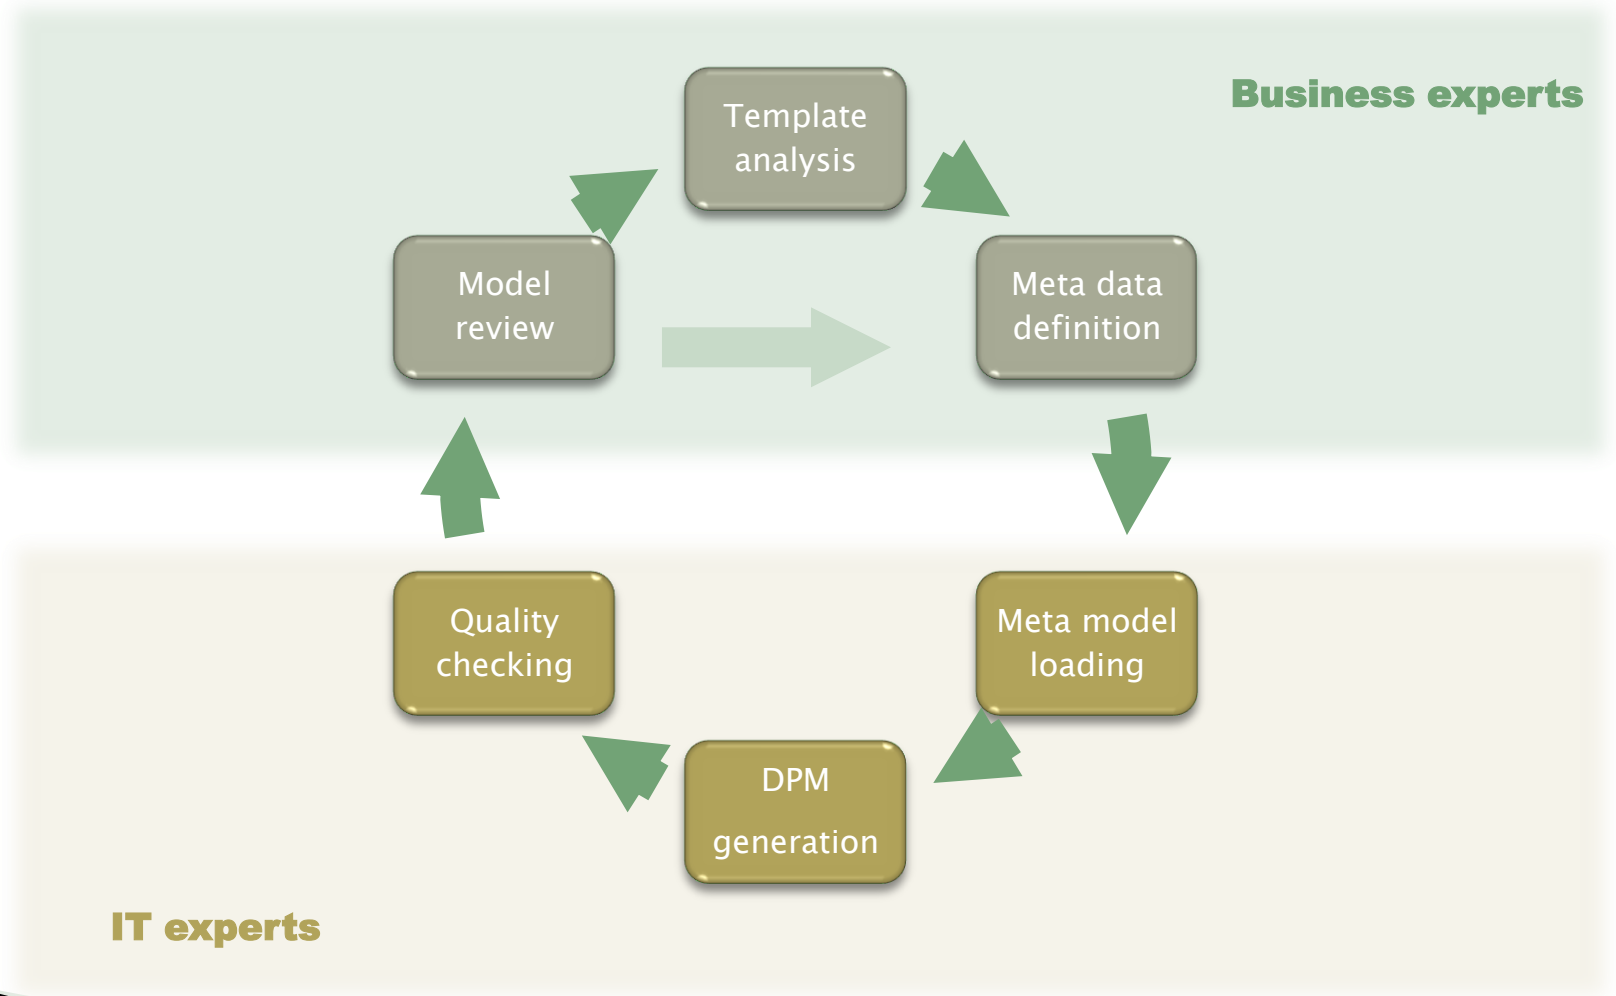 Business experts
Template
analysis
Model
review
Meta data
definition
Quality
checking
Meta model
loading
DPM
generation
IT experts